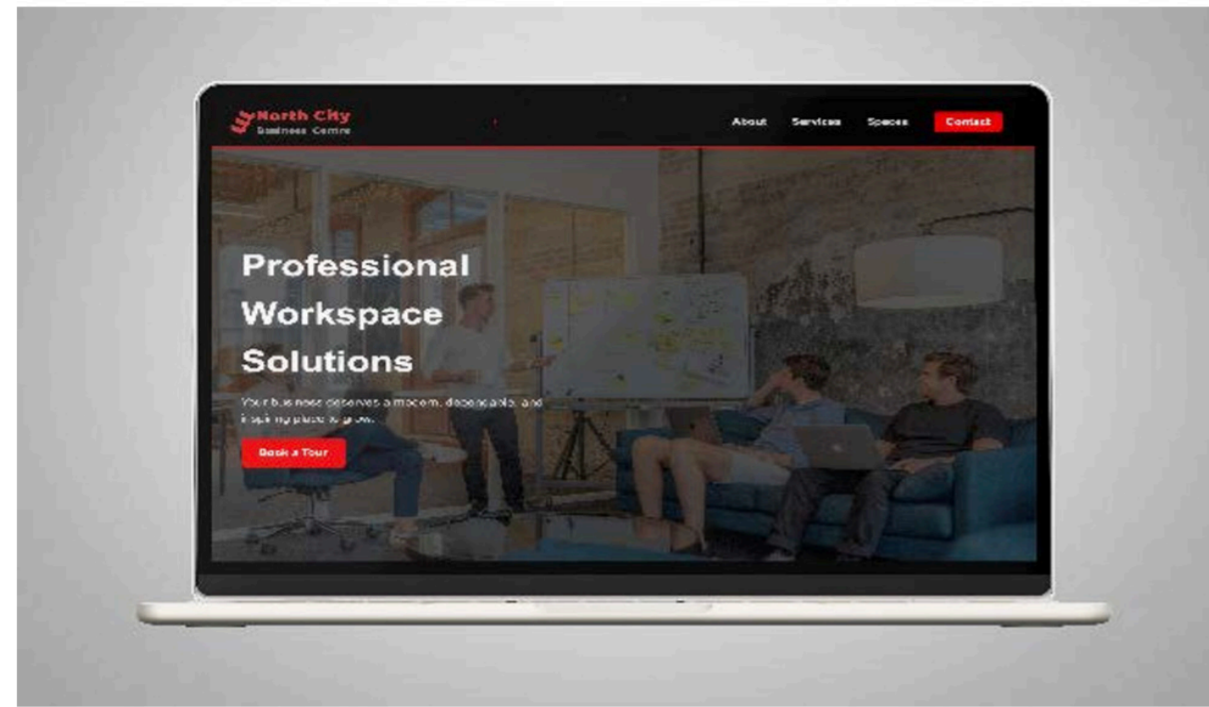 North City
Business Centre
About
Services
Spaces
Contact
Professional
Workspace
Solutions
Your business deserves a modern, dependable, and
inspiring place to grow.
Book a Tour